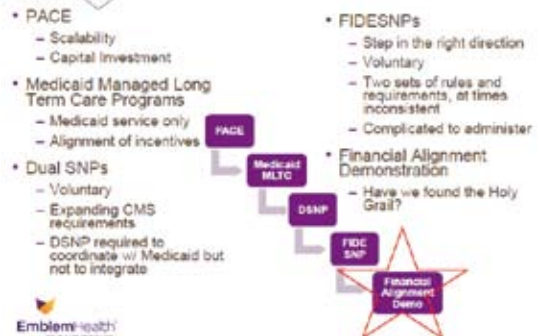 • PACE
– Scalability
– Capital Investment
• Medicaid Managed Long
Term Care Programs
– Medicaid service only
– Alignment of incentives
• Dual SNPs
– Voluntary
– Expanding CMS
requirements
– DSNP required to
coordinate w/ Medicaid but
not to integrate
• FIDESNPs
– Step in the right direction
– Voluntary
– Two sets of rules and
requirements, at times
inconsistent
– Complicated to administer
• Financial Alignment
Demonstration
– Have we found the Holy
Grail?
PACE
Medicaid
MLTC
DSNP
FIDE
SNP
Financial
Alignment
Demo
EmblemHealth